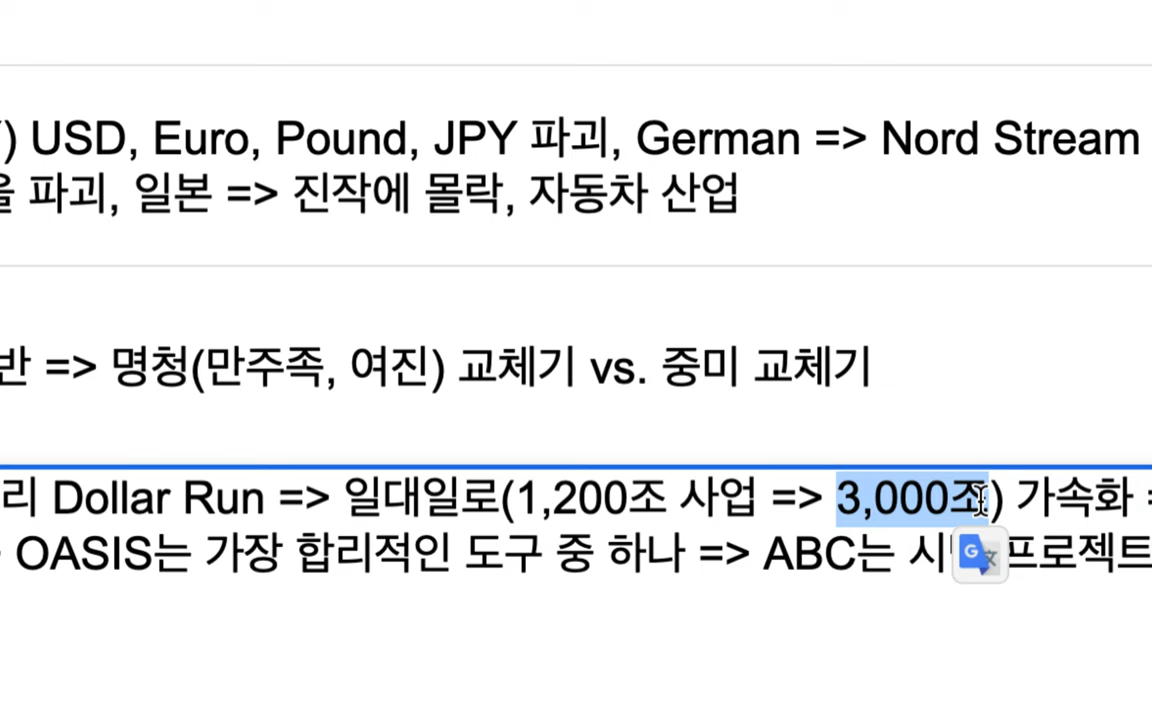 ) USD, Euro, Pound, JPY 파괴, German => Nord Stream
을 파괴, 일본 => 진작에 몰락, 자동차 산업
반 => 명청(만주족, 여진) 교체기 vs. 중미 교체기
리 Dollar Run => 일대일로(1,200조 사업 => 3,000조) 가속화 =
OASIS는 가장 합리적인 도구 중 하나 => ABC는 프로젝트